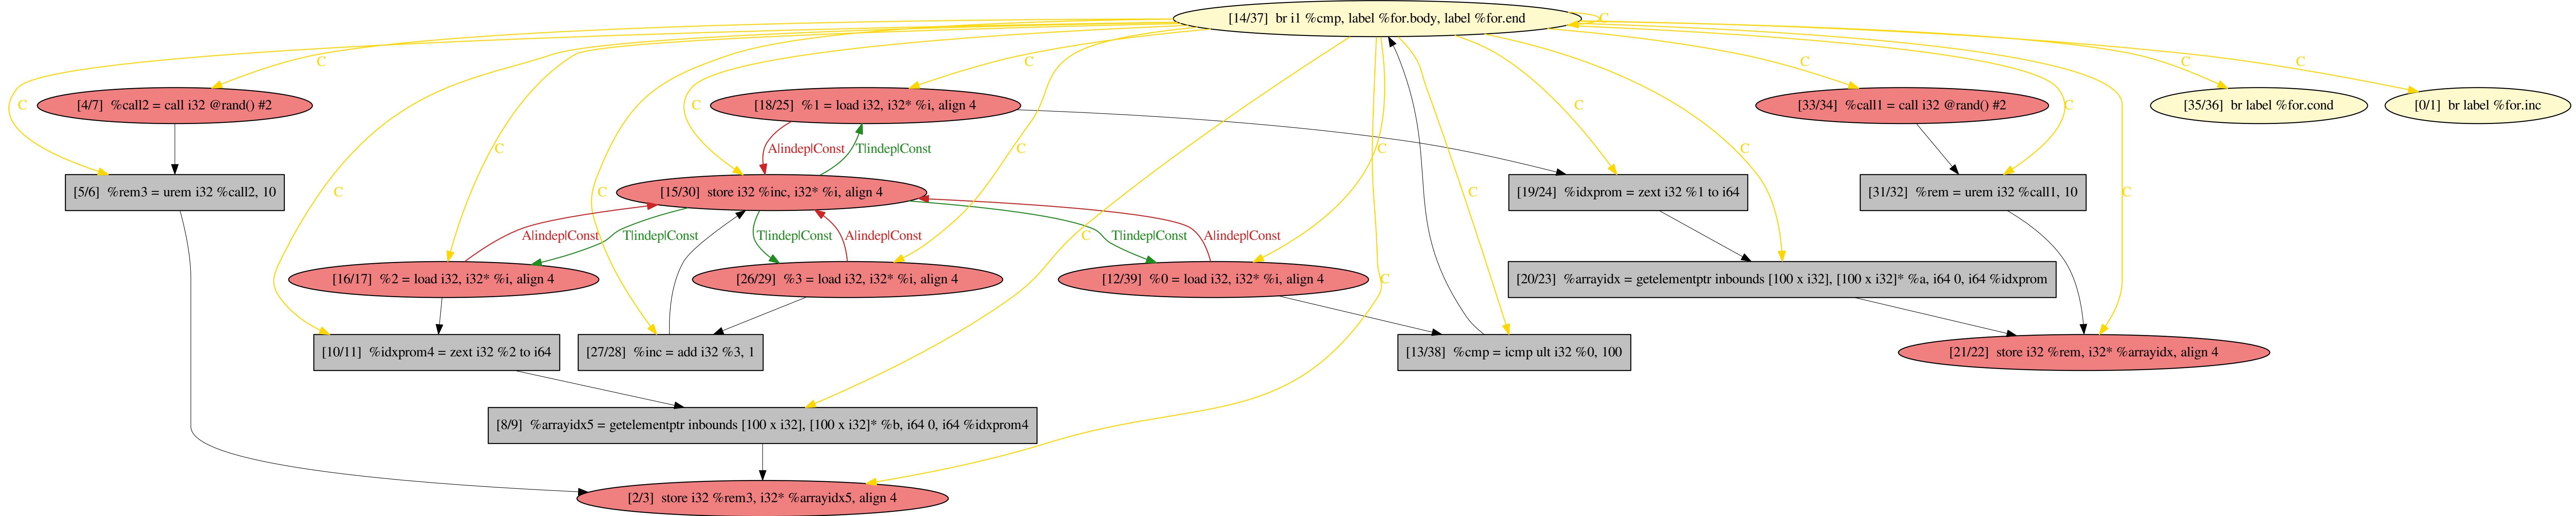 [14/37] br i1 %cmp, label %for.body, label %for.end
C
C
C
C
C
C
[4/7] %call2 = call i32 @rand() #2
[18/25] %1 = load i32, i32* %i, align 4
[33/34] %call1 = call i32 @rand() #2
[35/36] br label %for.cond
[0/1] br label %for.inc
C
C
C
C
C
C
C
A|indep|Const
T|indep|Const
[5/6] %rem3 = urem i32 %call2, 10
[15/30] store i32 %inc, i32* %i, align 4
[19/24] %idxprom = zext i32 %1 to i64
[31/32] %rem = urem i32 %call1, 10
C
C
C
C
A|indep|Const
T|indep|Const
T|indep|Const
A|indep|Const
C
T|indep|Const
A|indep|Const
[16/17] %2 = load i32, i32* %i, align 4
[26/29] %3 = load i32, i32* %i, align 4
[12/39] %0 = load i32, i32* %i, align 4
C
[20/23] %arrayidx = getelementptr inbounds [100 x i32], [100 x i32]* %a, i64 0, i64 %idxprom
[10/11] %idxprom4 = zext i32 %2 to i64
[27/28] %inc = add i32 %3, 1
[13/38] %cmp = icmp ult i32 %0, 100
[21/22] store i32 %rem, i32* %arrayidx, align 4
[8/9] %arrayidx5 = getelementptr inbounds [100 x i32], [100 x i32]* %b, i64 0, i64 %idxprom4
[2/3] store i32 %rem3, i32* %arrayidx5, align 4